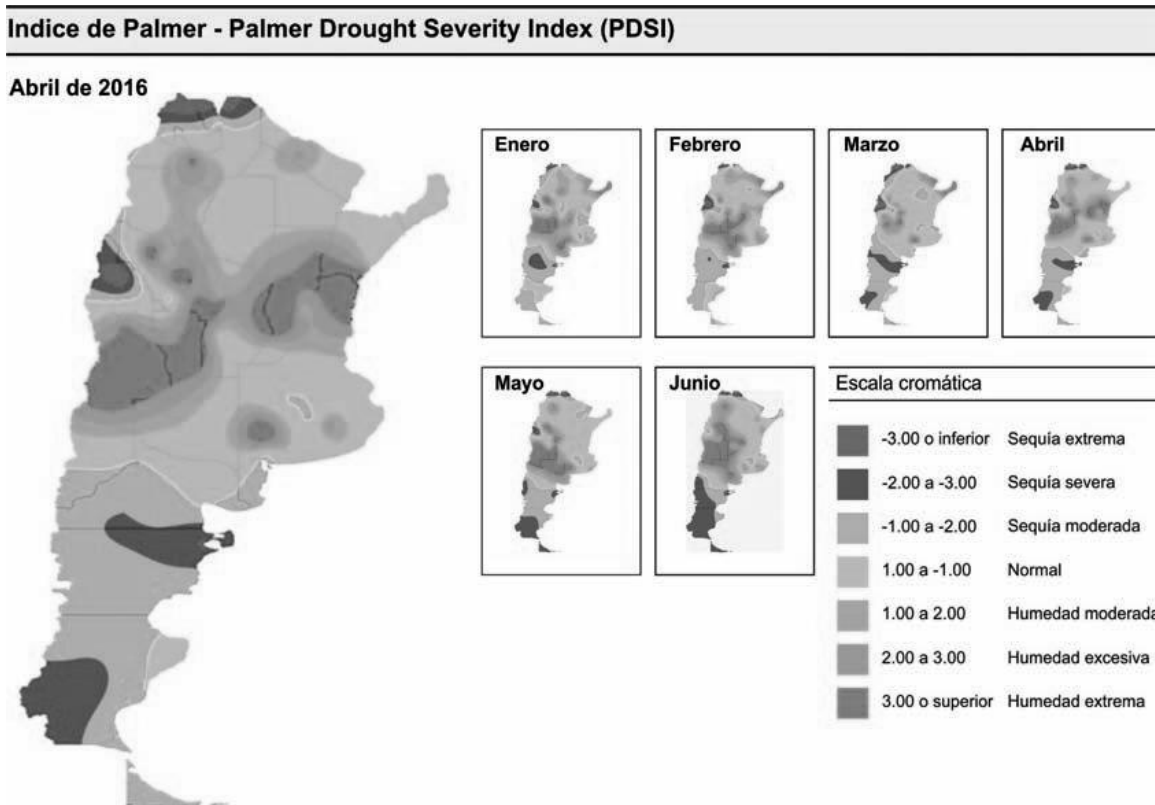 Indice de Palmer - Palmer Drought Severity Index (PDSI)
Abril de 2016
Enero
Febrero
Marzo
Abril
Mayo
Junio
Escala cromática
-3.00 o inferior Sequía extrema
-2.00 a -3.00 Sequía severa
-1.00 a -2.00 Sequía moderada
1.00 a -1.00 Normal
1.00 a 2.00 Humedad moderada
2.00 a 3.00 Humedad excesiva
3.00 o superior Humedad extrema